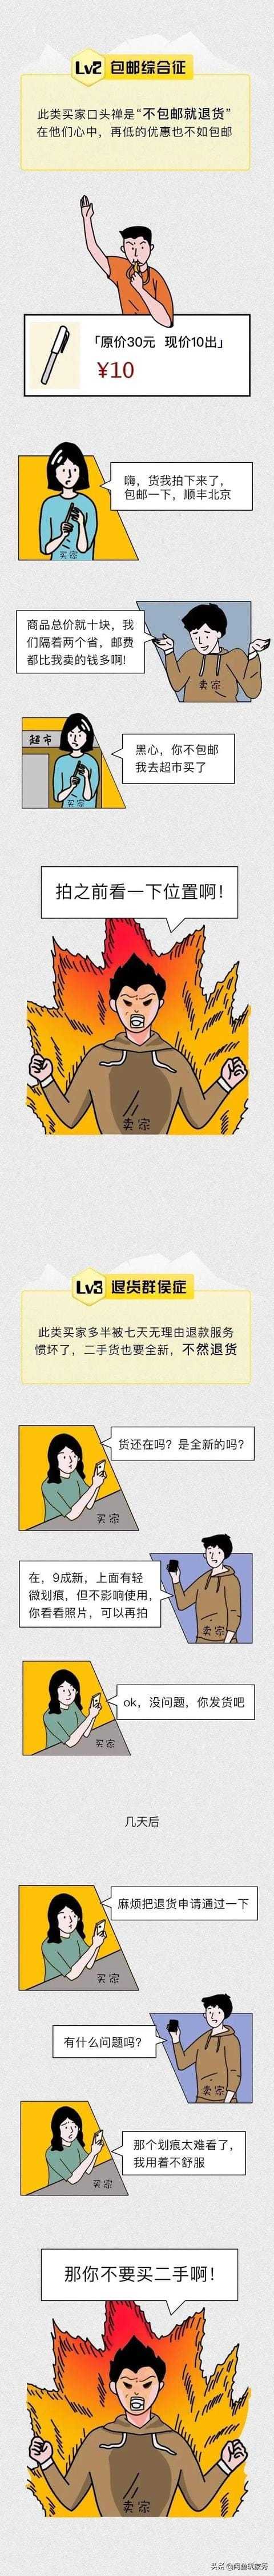 Lv2 包邮综合征
此类买家口头禅是“不包邮就退货”
在他们心中，再低的优惠也不如包邮
「原价30元 现价10出」
¥10
嗨，货我拍下来了，
包邮一下，顺丰北京
买家
商品总价就十块，我
们隔着两个省，邮费
都比我卖的钱多啊!
卖家
超市
黑心，你不包邮
我去超市买了
买家
拍之前看一下位置啊！
卖家
Lv3 退货群侯症
此类买家多半被七天无理由退款服务
惯坏了，二手货也要全新，不然退货
货还在吗？是全新的吗?
买家
在，9成新，上面有轻
微划痕，但不影响使用，
你看看照片，可以再拍
卖家
ok，没问题，你发货吧
买家
几天后
麻烦把退货申请通过一下
买家
有什么问题吗?
卖家
那个划痕太难看了，
我用着不舒服
买家
那你不要买二手啊！
卖家
头条 @闲鱼玩家秀